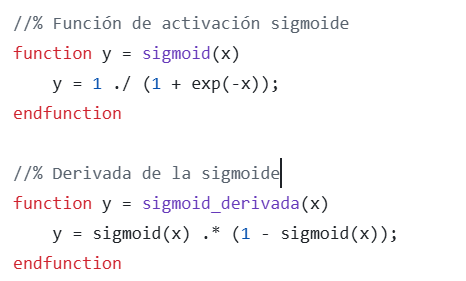 //% Función de activación sigmoide
function y = sigmoid(x)
    y = 1 ./ (1 + exp(-x));
endfunction

//% Derivada de la sigmoide
function y = sigmoid_derivada(x)
    y = sigmoid(x) .* (1 - sigmoid(x));
endfunction